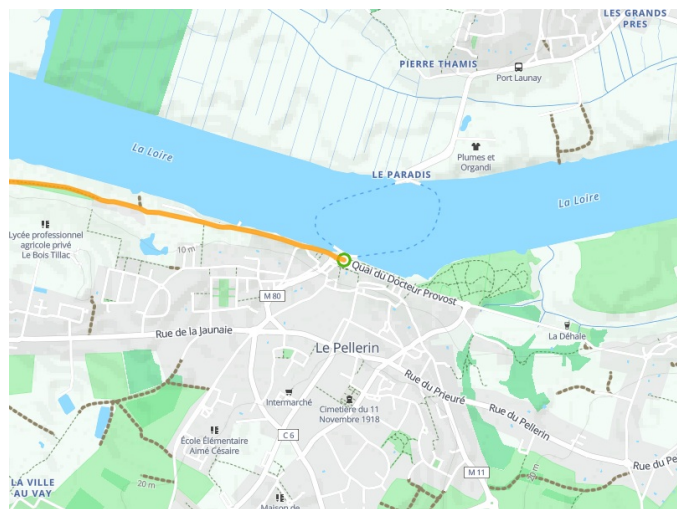 LES GRANDS
PRES
PIERRE THAMIS
Port Launay
La Loire
Plumes et
Organdi
LE PARADIS
La Loire
Lycée professionnel
agricole privé
Le Bois Tillac
10 m
Quai du Docteur Provost
M 80
Rue de la Jaunaie
La Déhale
Le Pellerin
Rue du Prieuré
Intermarché
Cimetière du 11
Novembre 1918
Rue du Pellerin
C 6
École Élémentaire
Aimé Césaire
Rue du Pe
M 11
LA VILLE
AU VAY
20 m
Maison de